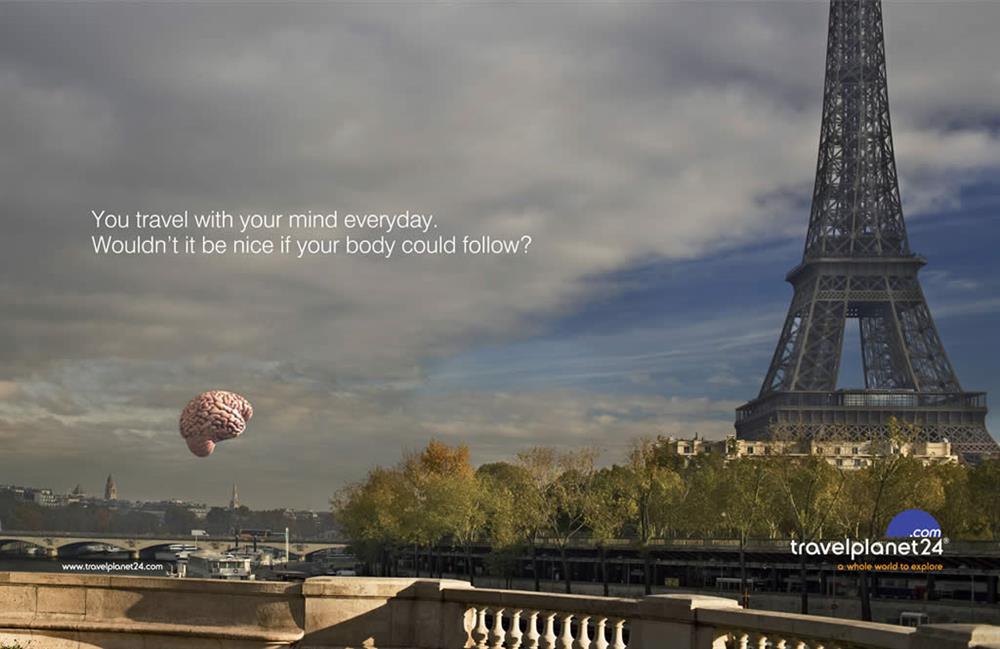 You travel with your mind everyday.
Wouldn't it be nice if your body could follow?
www.travelplanet24.com
.com
travelplanet24®
a whole world to explore